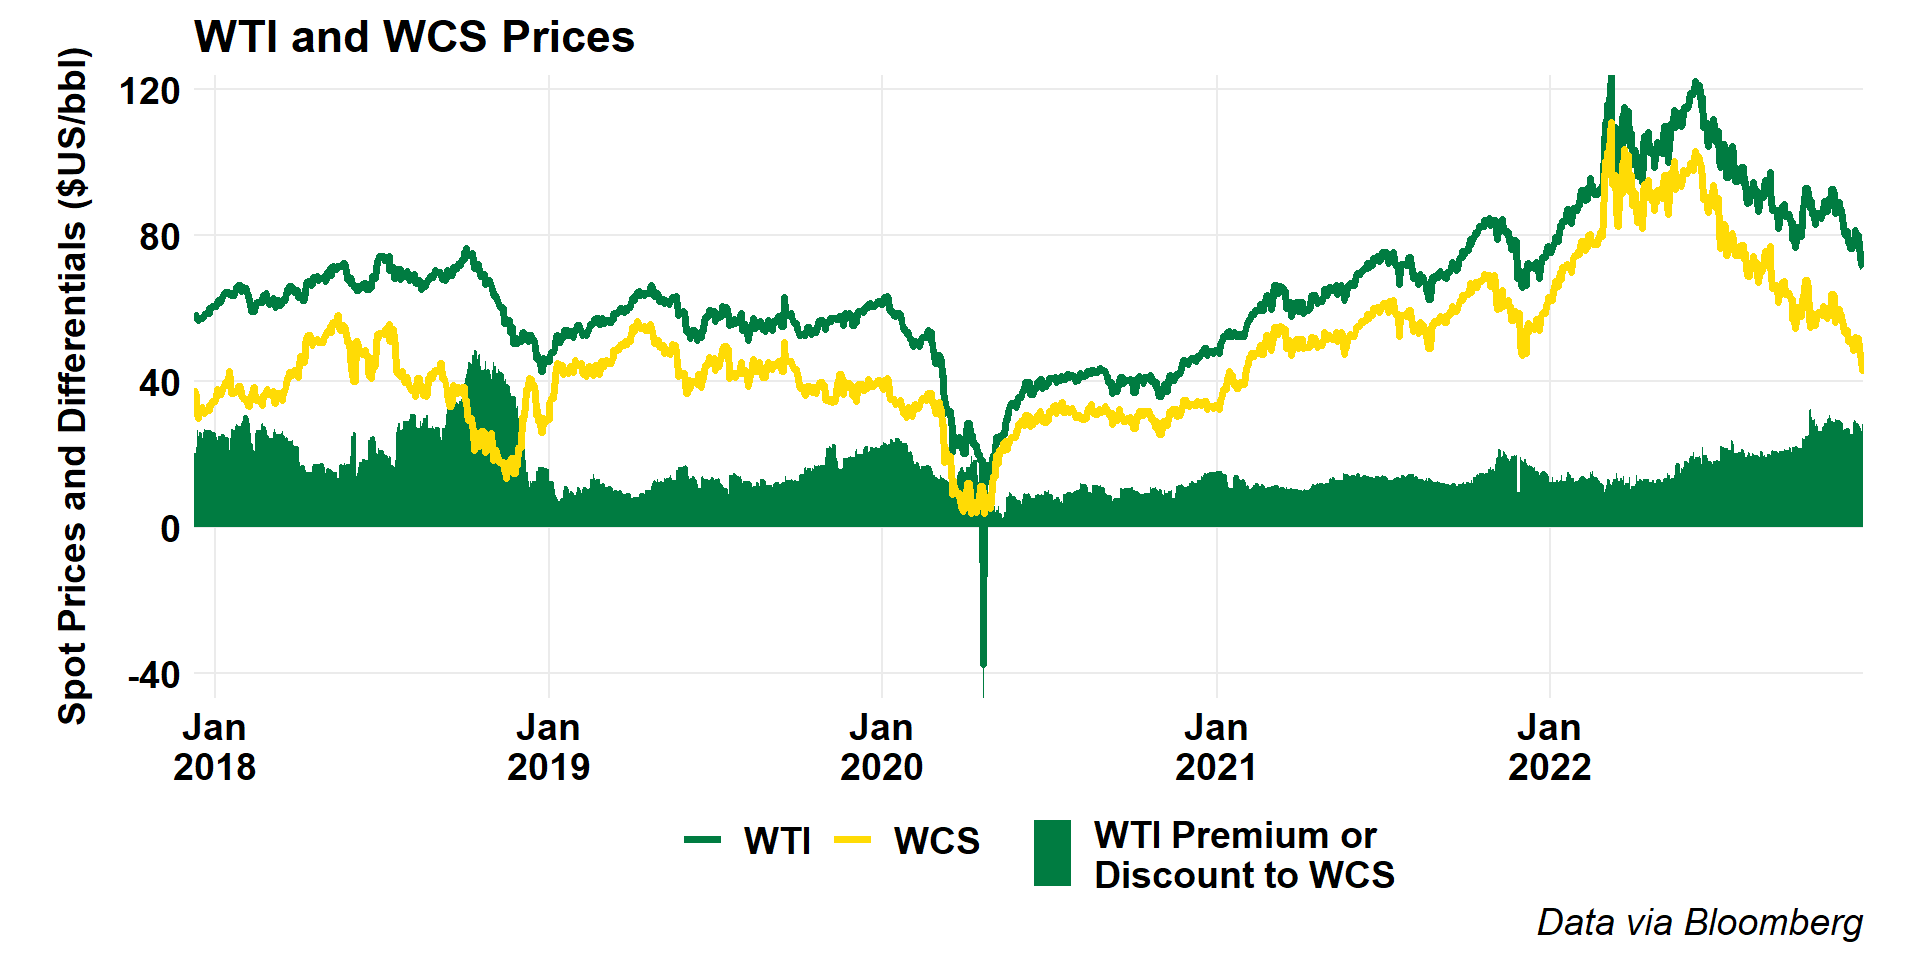 WTI and WCS Prices
Spot Prices and Differentials ($US/bbl)
120
80
40
0
-40
Jan
2018
Jan
2019
Jan
2020
Jan
2021
Jan
2022
WTI
WCS
WTI Premium or
Discount to WCS
Data via Bloomberg